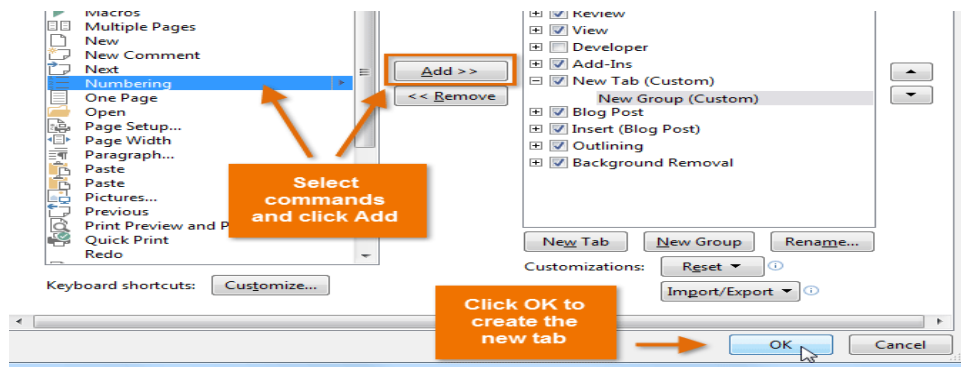 Macros
Multiple Pages
New
New Comment
Next
Numbering
One Page
Open
Page Setup...
Page Width
Paragraph...
Paste
Paste
Pictures...
Previous
Print Preview and P
Quick Print
Redo
Keyboard shortcuts: Customize...
Add >>
<< Remove
Select
commands
and click Add
Review
View
Developer
Add-Ins
New Tab (Custom)
New Group (Custom)
Blog Post
Insert (Blog Post)
Outlining
Background Removal
New Tab New Group Rename...
Customizations: Reset
Import/Export
Click OK to
create the
new tab
OK Cancel